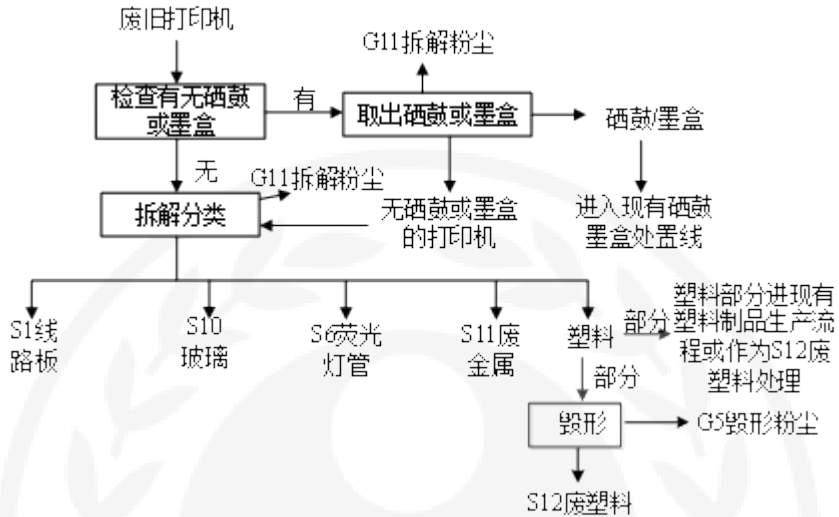 废旧打印机
G11拆解粉尘
检查有无硒鼓
或墨盒
有
取出硒鼓或墨盒
硒鼓/墨盒
无
G11拆解粉尘
拆解分类
无硒鼓或墨盒
的打印机
进入现有硒鼓
墨盒处置线
S1线
路板
S10
玻璃
S6荧光
灯管
S11废
金属
塑料
部分
塑料部分进现有
塑料制品生产流
程或作为S12废
塑料处理
部分
毁形
G5毁形粉尘
S12废塑料